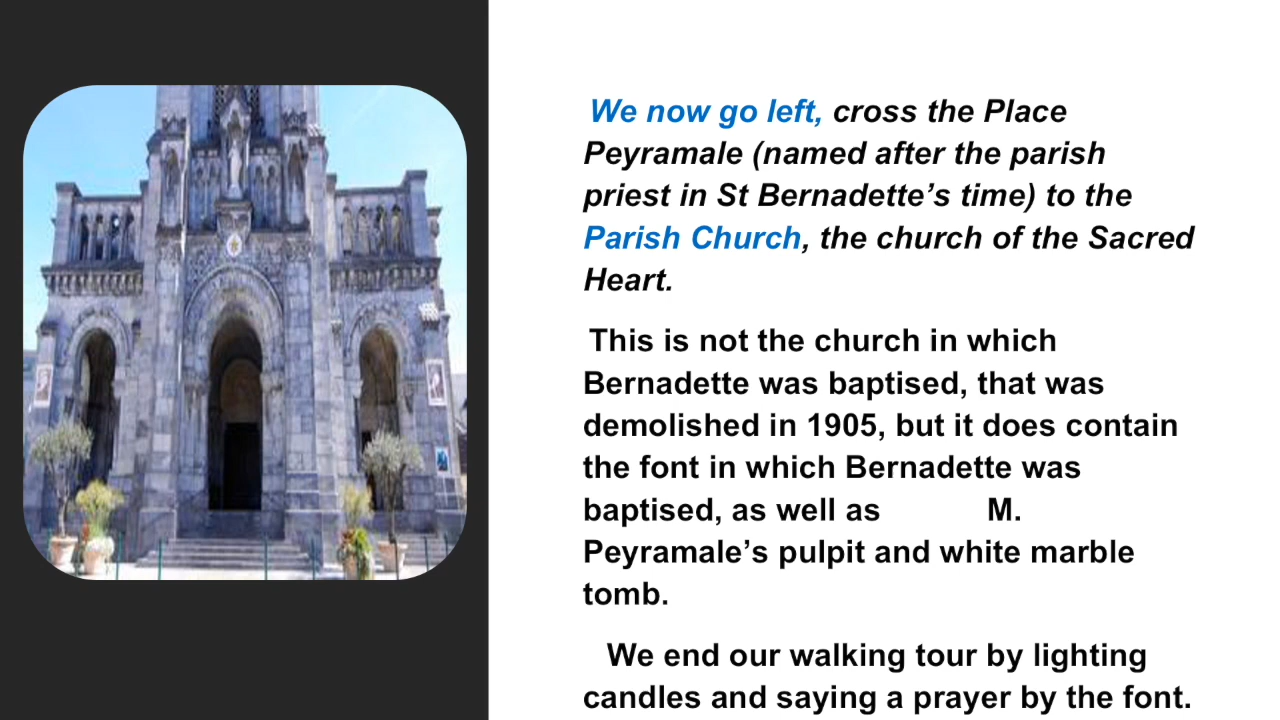 We now go left, cross the Place
Peyramale (named after the parish
priest in St Bernadette’s time) to the
Parish Church, the church of the Sacred
Heart.
This is not the church in which
Bernadette was baptised, that was
demolished in 1905, but it does contain
the font in which Bernadette was
baptised, as well as M.
Peyramale’s pulpit and white marble
tomb.
We end our walking tour by lighting
candles and saying a prayer by the font.